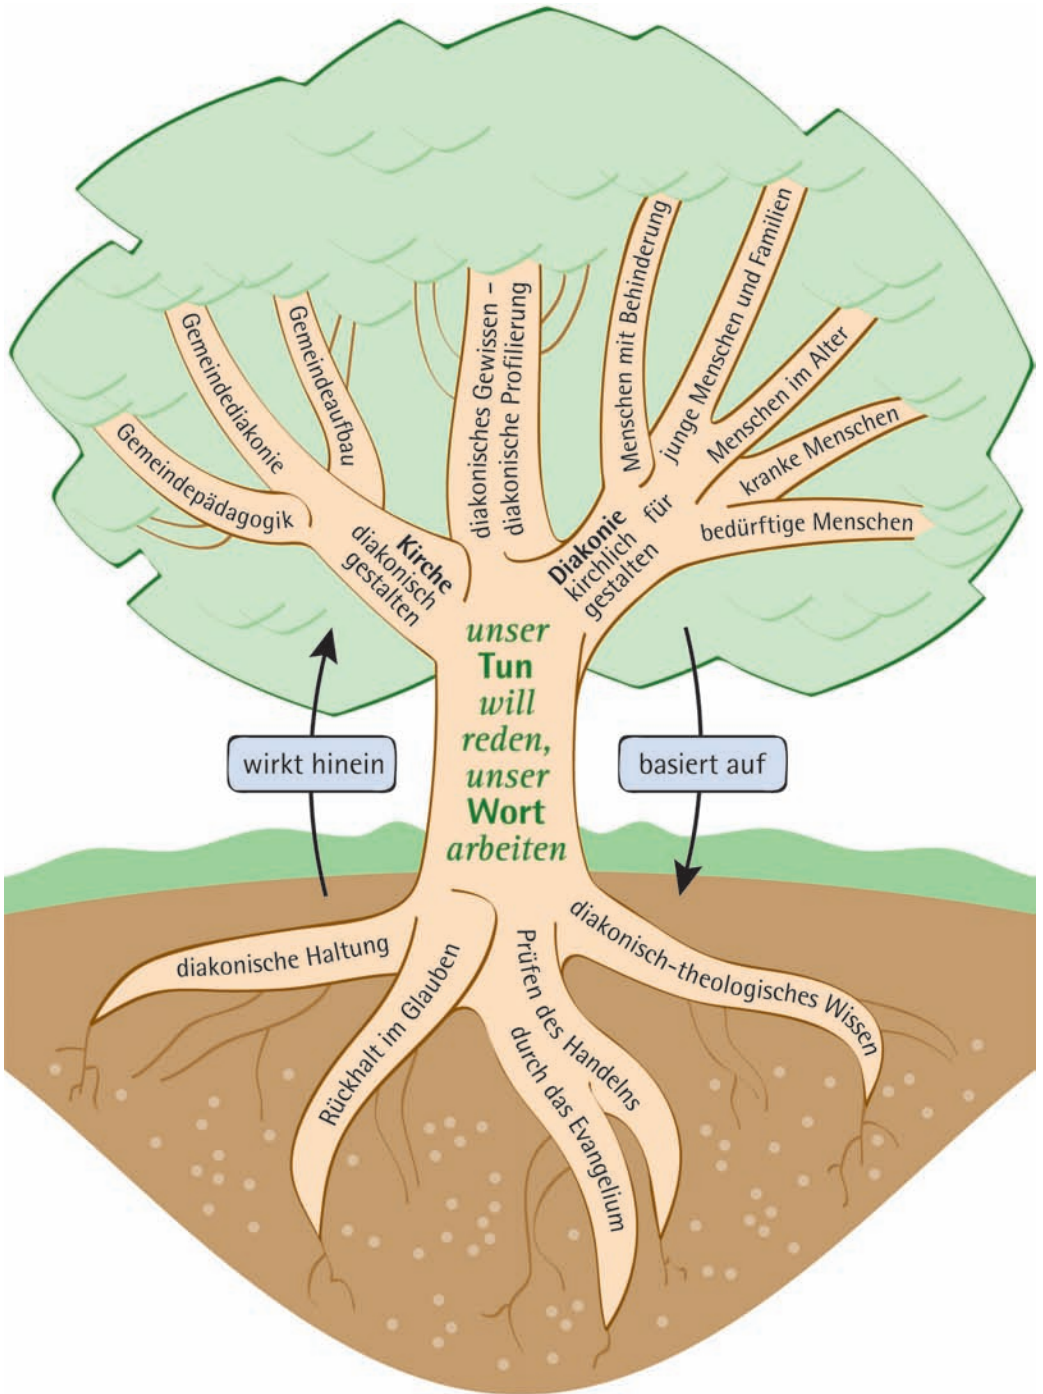 Gemeindepädagogik
Gemeindediakonie
Gemeindeaufbau
Kirche
diakonisch
gestalten
diakonisches Gewissen –
diakonische Profilierung
Diakonie
kirchlich
gestalten
für
Menschen mit Behinderung
junge Menschen und Familien
Menschen im Alter
kranke Menschen
bedürftige Menschen
unser
Tun
will
reden,
unser
Wort
arbeiten
wirkt hinein
basiert auf
diakonische Haltung
Rückhalt im Glauben
Prüfen des Handelns
durch das Evangelium
diakonisch-theologisches Wissen